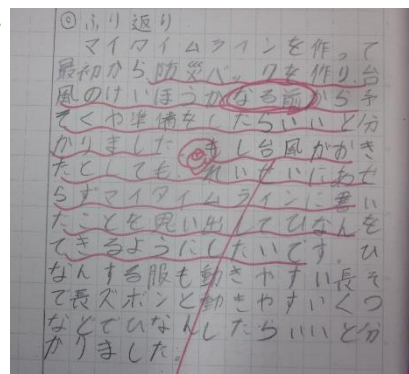 ◎ふり返り
マイタイムラインを作って
最初から防災バックを作り、台
風のけいほうがなる前から予
そくや準備をしたらいいと分
かりました。もし台風がおき
たとしても、れいせいにあせ
らずマイタイムラインに書い
たことを思い出してひなんを
できるようにしたいです。ひ
なんする服も動きやすい長そ
で長ズボンと動きやすいくつ
などでひなんしたらいいと分
かりました。